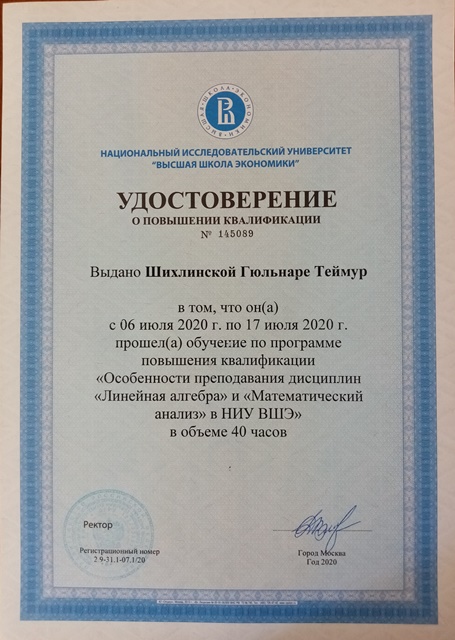 ВЫСШАЯ ШКОЛА ЭКОНОМИКИ
НАЦИОНАЛЬНЫЙ ИССЛЕДОВАТЕЛЬСКИЙ УНИВЕРСИТЕТ
"ВЫСШАЯ ШКОЛА ЭКОНОМИКИ"
УДОСТОВЕРЕНИЕ
О ПОВЫШЕНИИ КВАЛИФИКАЦИИ
№ 145089
Выдано Шихлинской Гюльнаре Теймур
в том, что он(а)
с 06 июля 2020 г. по 17 июля 2020 г.
прошел(а) обучение по программе
повышения квалификации
«Особенности преподавания дисциплин
«Линейная алгебра» и «Математический
анализ» в НИУ ВШЭ»
в объеме 40 часов
Ректор
Регистрационный номер
2.9-31.1-07.1/20
Город Москва
Год 2020